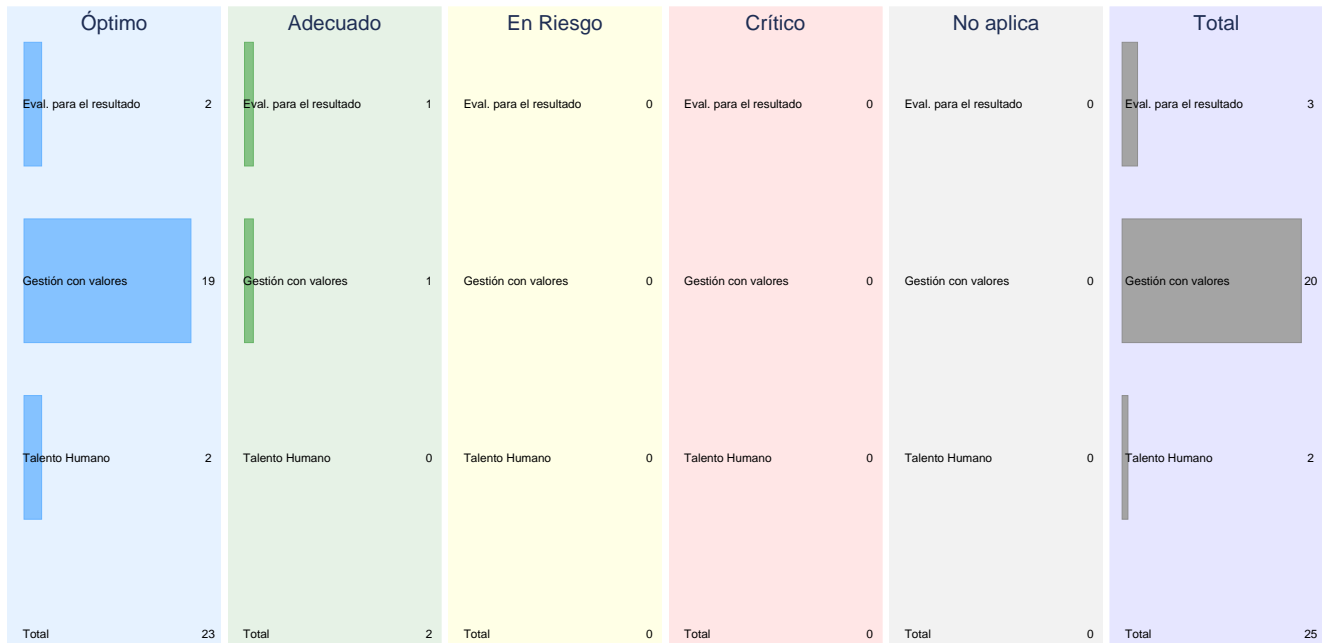 Óptimo Adecuado En Riesgo Crítico No aplica Total
Eval. para el resultado 2 Eval. para el resultado 1 Eval. para el resultado 0 Eval. para el resultado 0 Eval. para el resultado 0 Eval. para el resultado 3
Gestión con valores 19 Gestión con valores 1 Gestión con valores 0 Gestión con valores 0 Gestión con valores 0 Gestión con valores 20
Talento Humano 2 Talento Humano 0 Talento Humano 0 Talento Humano 0 Talento Humano 0 Talento Humano 2
Total 23 Total 2 Total 0 Total 0 Total 0 Total 25